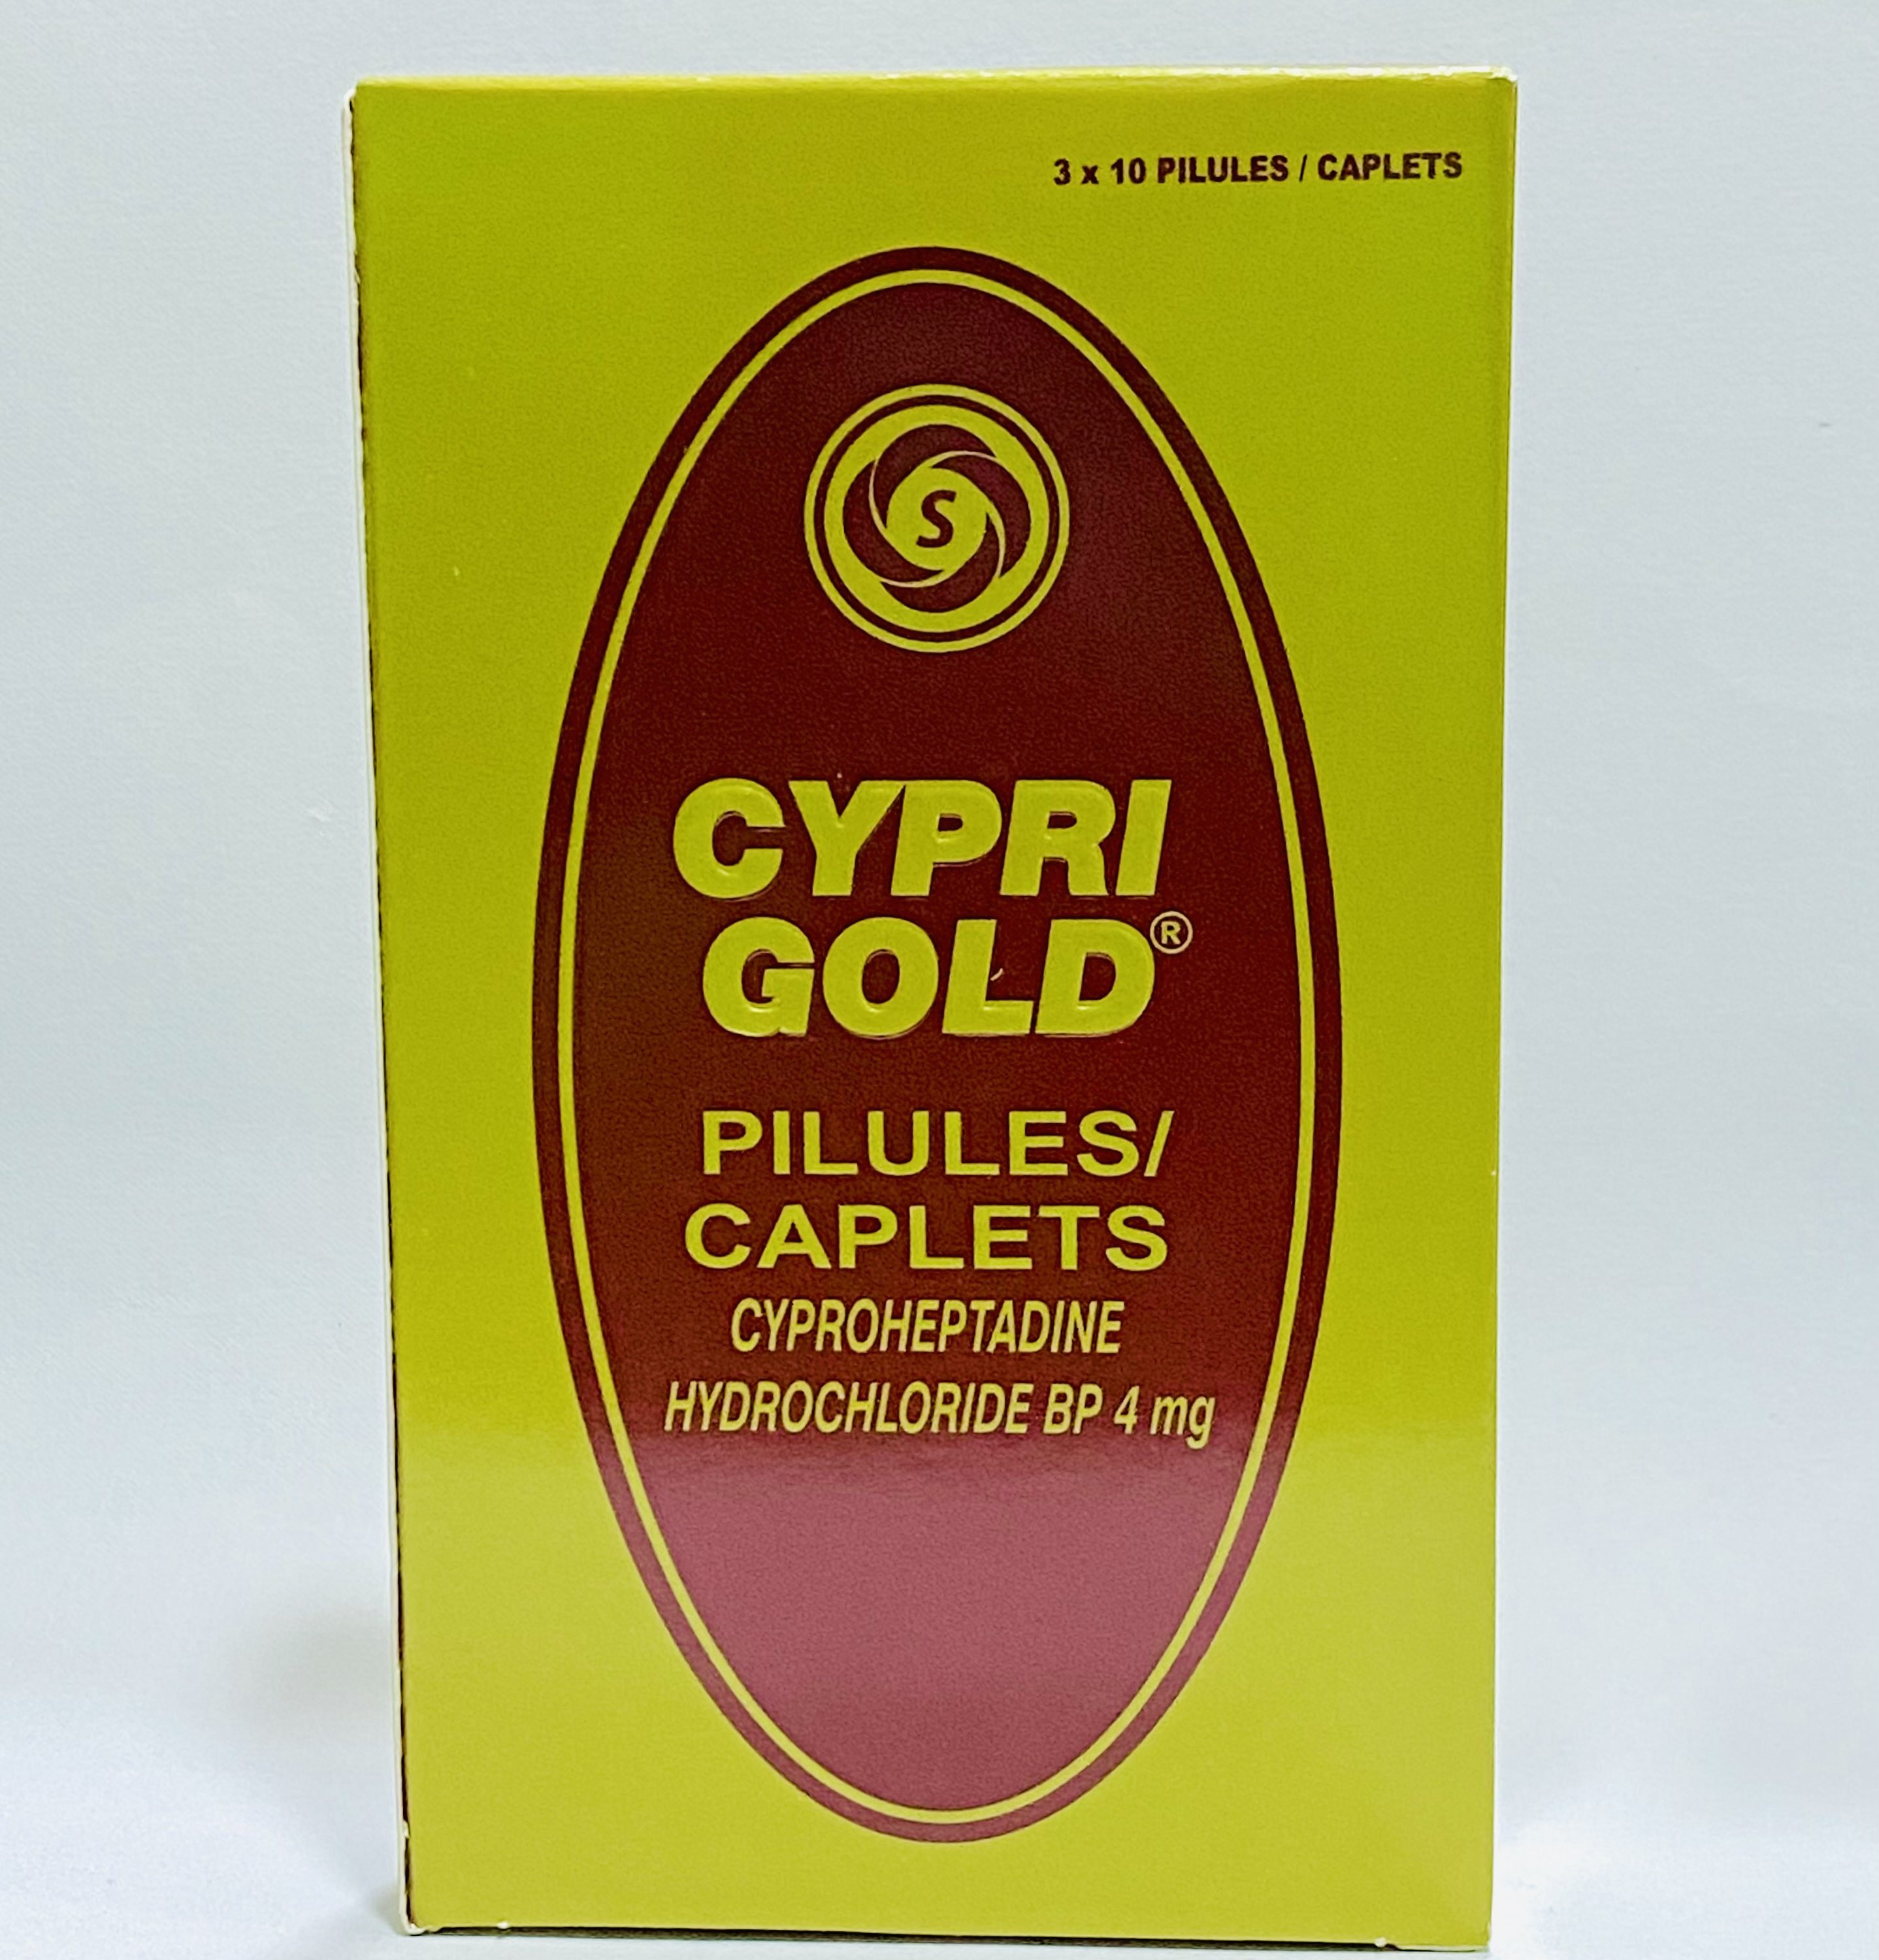 3 x 10 PILULES / CAPLETS
S
CYPRI
GOLD®
PILULES/
CAPLETS
CYPROHEPTADINE
HYDROCHLORIDE BP 4 mg